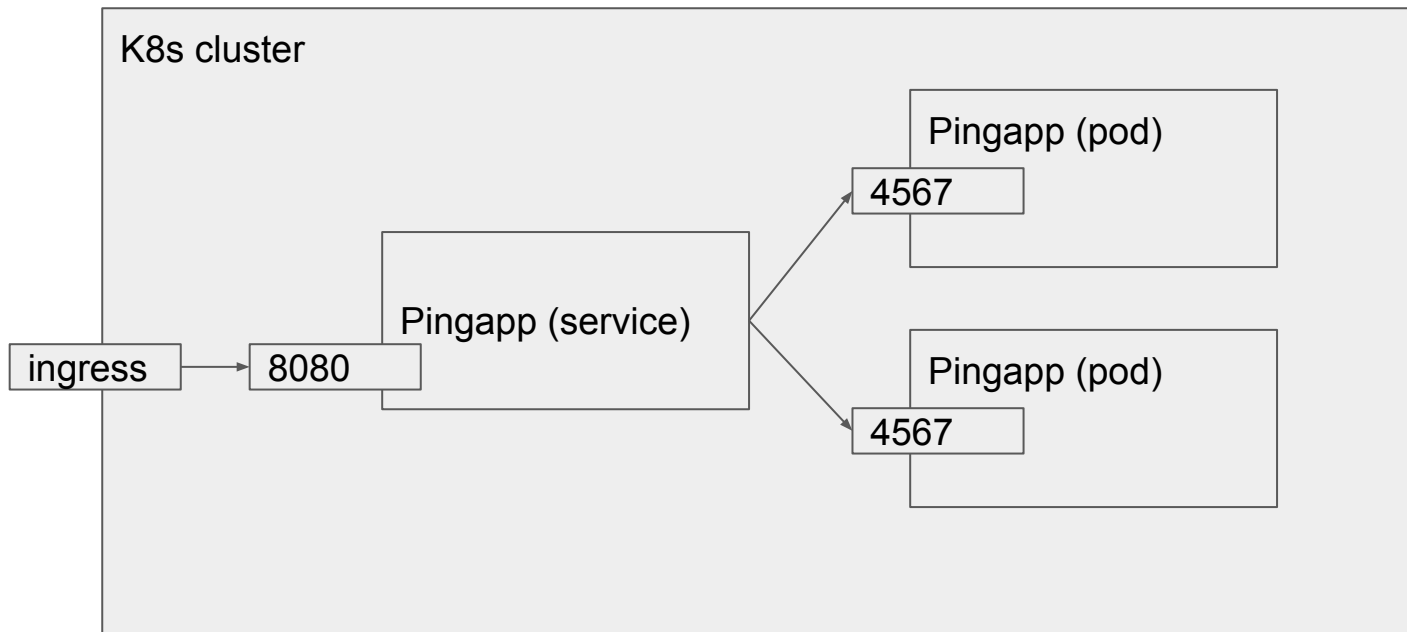 K8s cluster
Pingapp (pod)
4567
Pingapp (service)
ingress
8080
Pingapp (pod)
4567